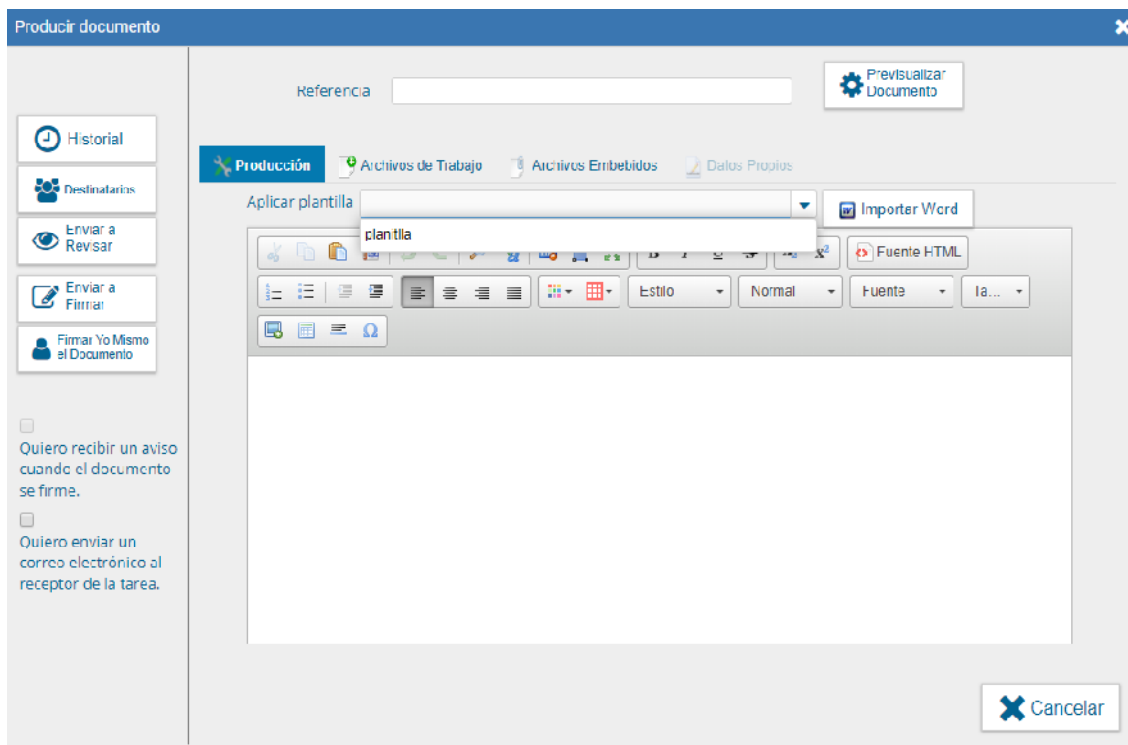 Producir documento
Referencia
Previsualizar
Documento
Historial
Destinatarios
Enviar a
Revisar
Enviar a
Firmar
Firmar Yo Mismo
el Documento
Quiero recibir un aviso
cuando el documento
se firme.
Quiero enviar un
correo electrónico al
receptor de la tarea.
Producción
Archivos de Trabajo
Archivos Embebidos
Datos Propios
Aplicar plantilla
Importar Word
planitlla
Fuente HTML
Estilo
Normal
Fuente
Ta...
Cancelar